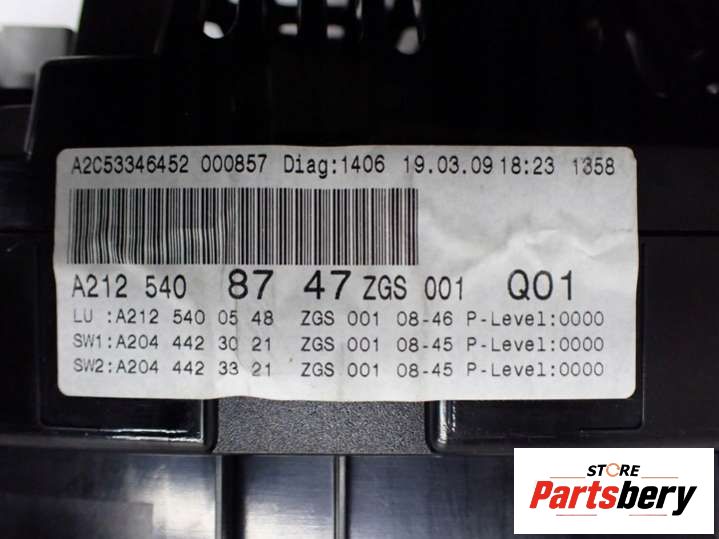 A2C53346452 000857 Diag:1406 19.03.09 18:23 1358
A212 540 87 47 ZGS 001 Q01
LU :A212 540 05 48 ZGS 001 08-46 P-Level:0000
SW1:A204 442 30 21 ZGS 001 08-45 P-Level:0000
SW2:A204 442 33 21 ZGS 001 08-45 P-Level:0000
STORE
Partsbery